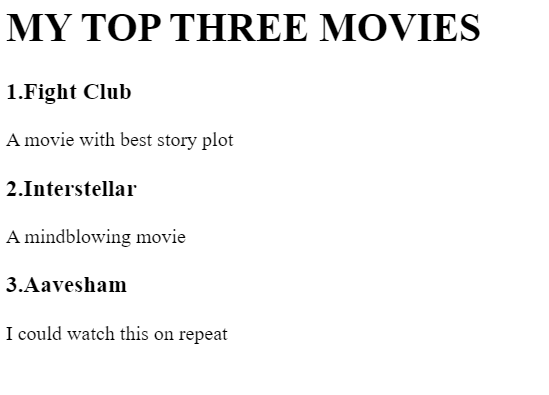 MY TOP THREE MOVIES
1.Fight Club
A movie with best story plot
2.Interstellar
A mindblowing movie
3.Aavesham
I could watch this on repeat